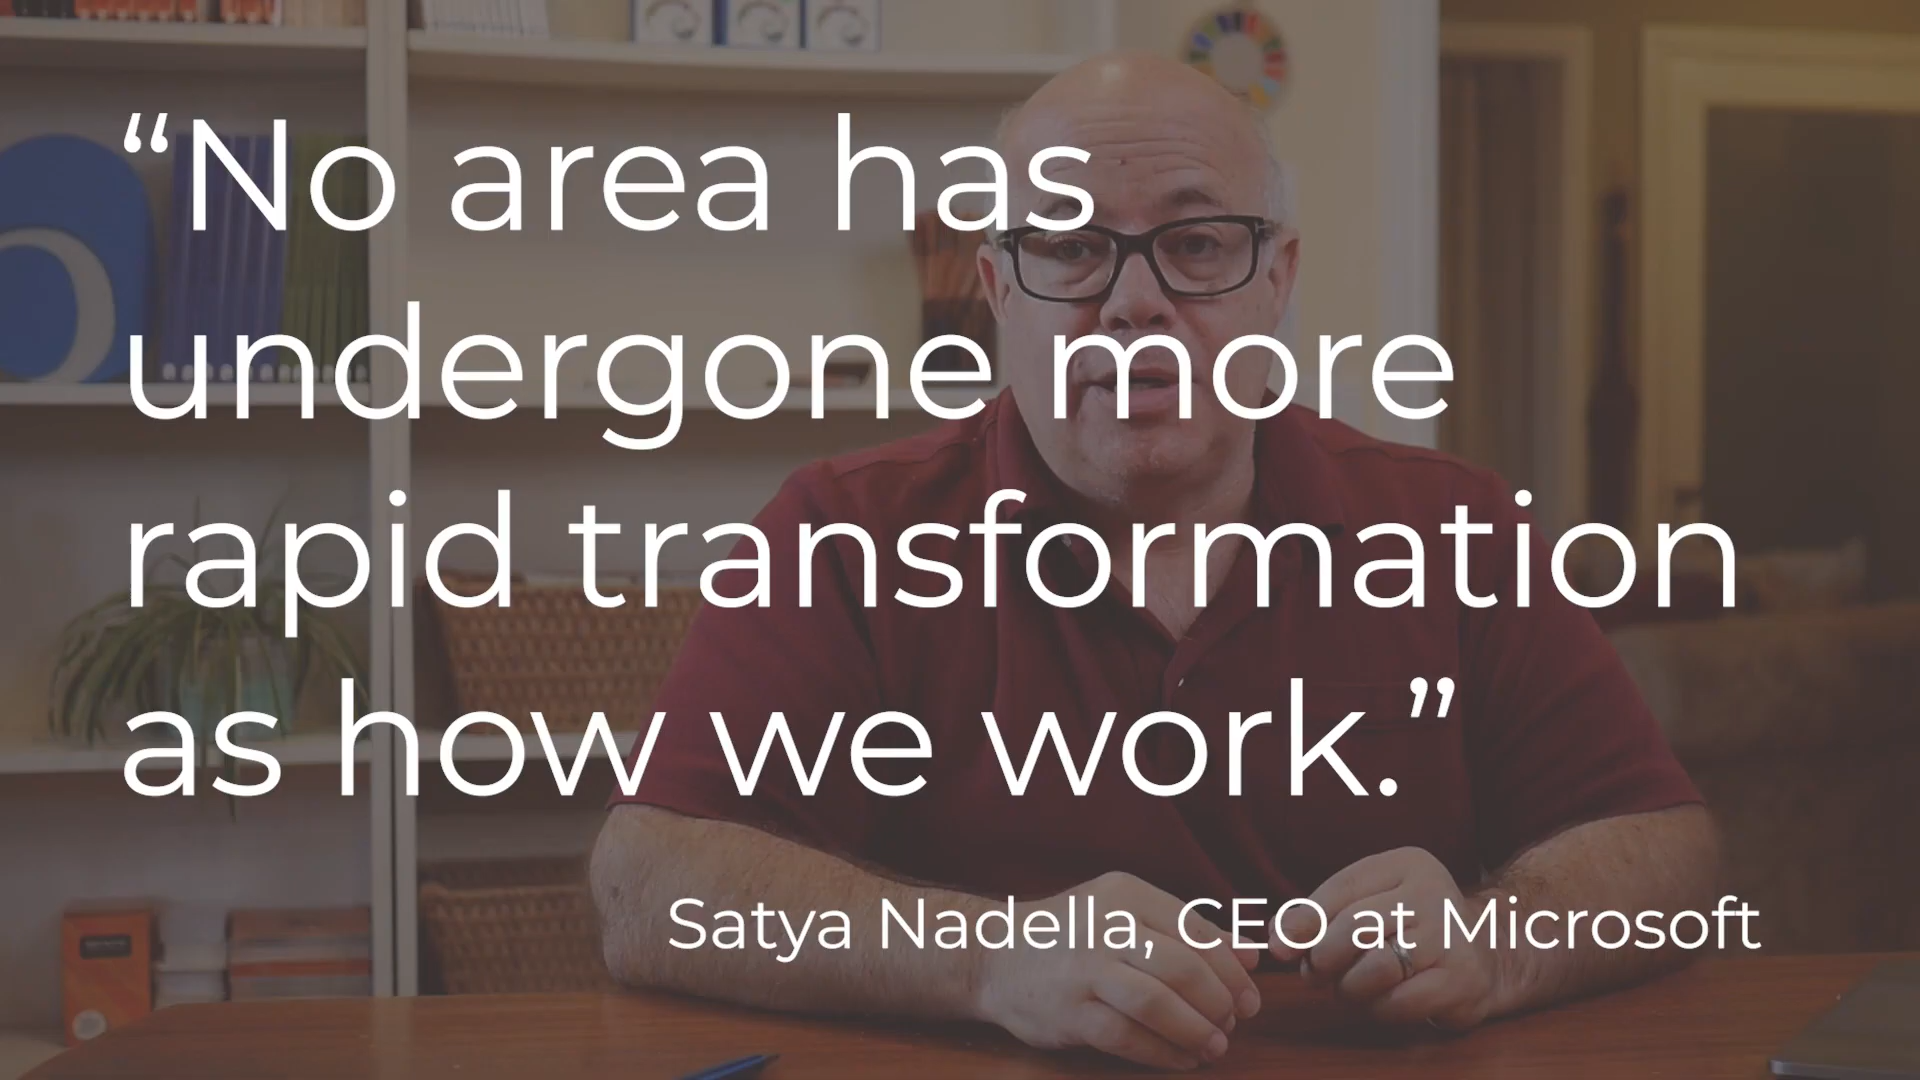 “No area has
undergone more
rapid transformation
as how we work.”
Satya Nadella, CEO at Microsoft